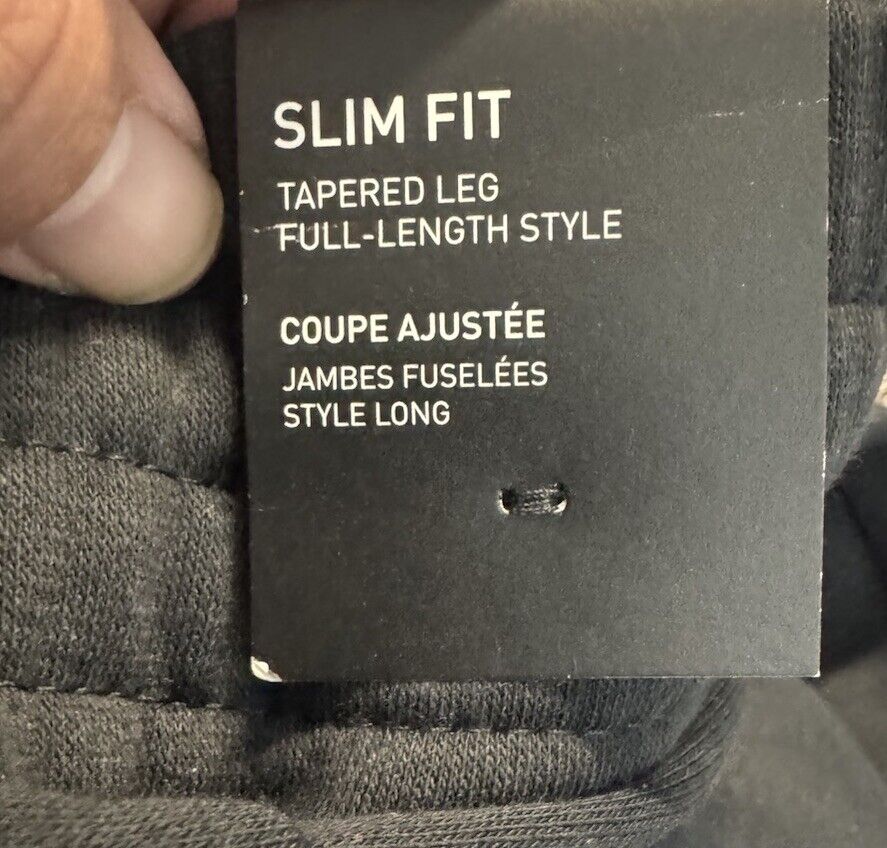 SLIM FIT
TAPERED LEG
FULL-LENGTH STYLE
COUPE AJUSTÉE
JAMBES FUSELÉES
STYLE LONG